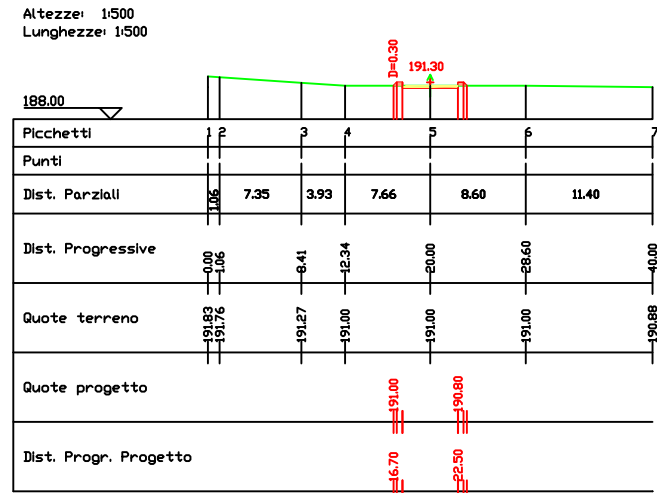 Altezze: 1:500
Lunghezze: 1:500
D=0.30
191.30
188.00
Picchetti 1 2 3 4 5 6 7
Punti
Dist. Parziali 1.06 7.35 3.93 7.66 8.60 11.40
Dist. Progressive 0.00 1.06 8.41 12.34 20.00 28.60 40.00
Quote terreno 191.83 191.76 191.27 191.00 191.00 191.00 190.88
Quote progetto 191.00 190.80
Dist. Progr. Progetto 16.70 22.50